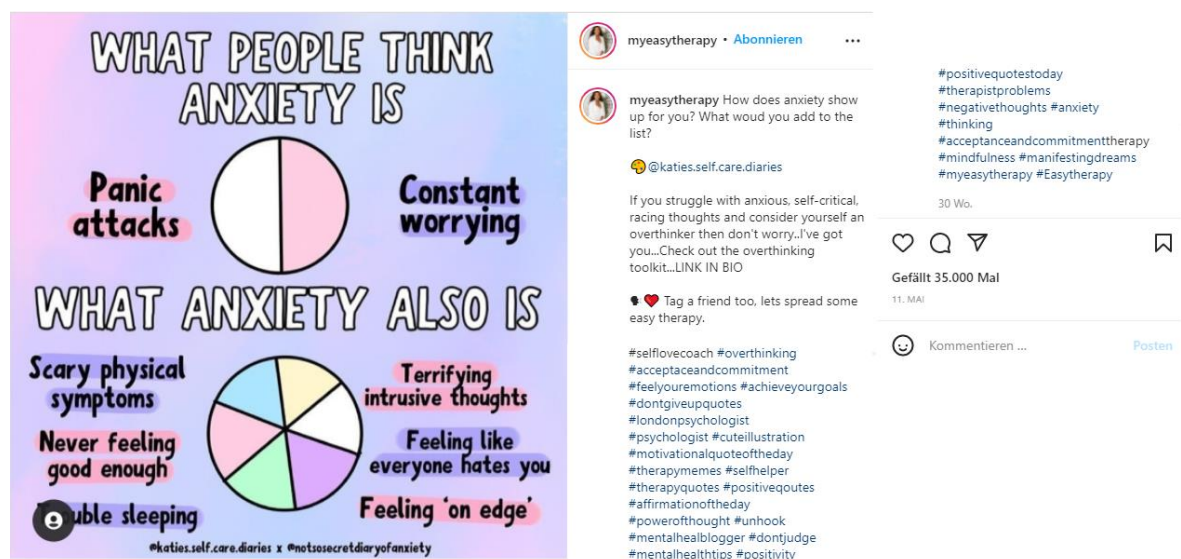 WHAT PEOPLE THINK
ANXIETY IS
Panic
attacks
Constant
worrying
WHAT ANXIETY ALSO IS
Scary physical
symptoms
Never feeling
good enough
sleeping
Terrifying
intrusive thoughts
Feeling like
everyone hates you
Feeling ‘on edge’
@katies.self.care.diaries x @notsosecretdiaryofanxiety
myeasytherapy • Abonnieren
myeasytherapy How does anxiety show
up for you? What woud you add to the
list?
@katies.self.care.diaries
If you struggle with anxious, self-critical,
racing thoughts and consider yourself an
overthinker then don't worry..I've got
you...Check out the overthinking
toolkit...LINK IN BIO
Tag a friend too, lets spread some
easy therapy.
#selflovecoach #overthinking
#acceptaceandcommitment
#feelyouremotions #achieveyourgoals
#dontgiveupquotes
#londonpsychologist
#psychologist #cuteillustration
#motivationalquoteoftheday
#therapymemes #selfhelper
#therapyquotes #positiveqoutes
#affirmationoftheday
#powerofthought #unhook
#mentalhealblogger #dontjudge
#mentalhealthtips #positivity
#positivequotestoday
#therapistproblems
#negativethoughts #anxiety
#thinking
#acceptanceandcommitmenttherapy
#mindfulness #manifestingdreams
#myeasytherapy #Easytherapy
30 Wo.
Gefällt 35.000 Mal
11. MAI
Kommentieren ...
Posten